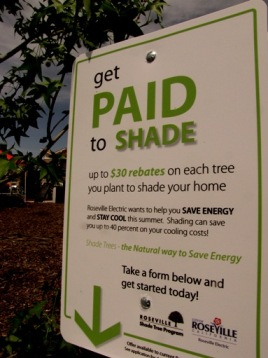 get
PAID
to SHADE
up to $30 rebates on each tree
you plant to shade your home
Roseville Electric wants to help you SAVE ENERGY
and STAY COOL this summer. Shading can save
you up to 40 percent on your cooling costs!
Shade Trees - the Natural way to Save Energy
Take a form below and
get started today!
ROSEVILLE
Shade Tree Program
ROSEVILLE
CALIFORNIA
Roseville Electric
Offer available to current